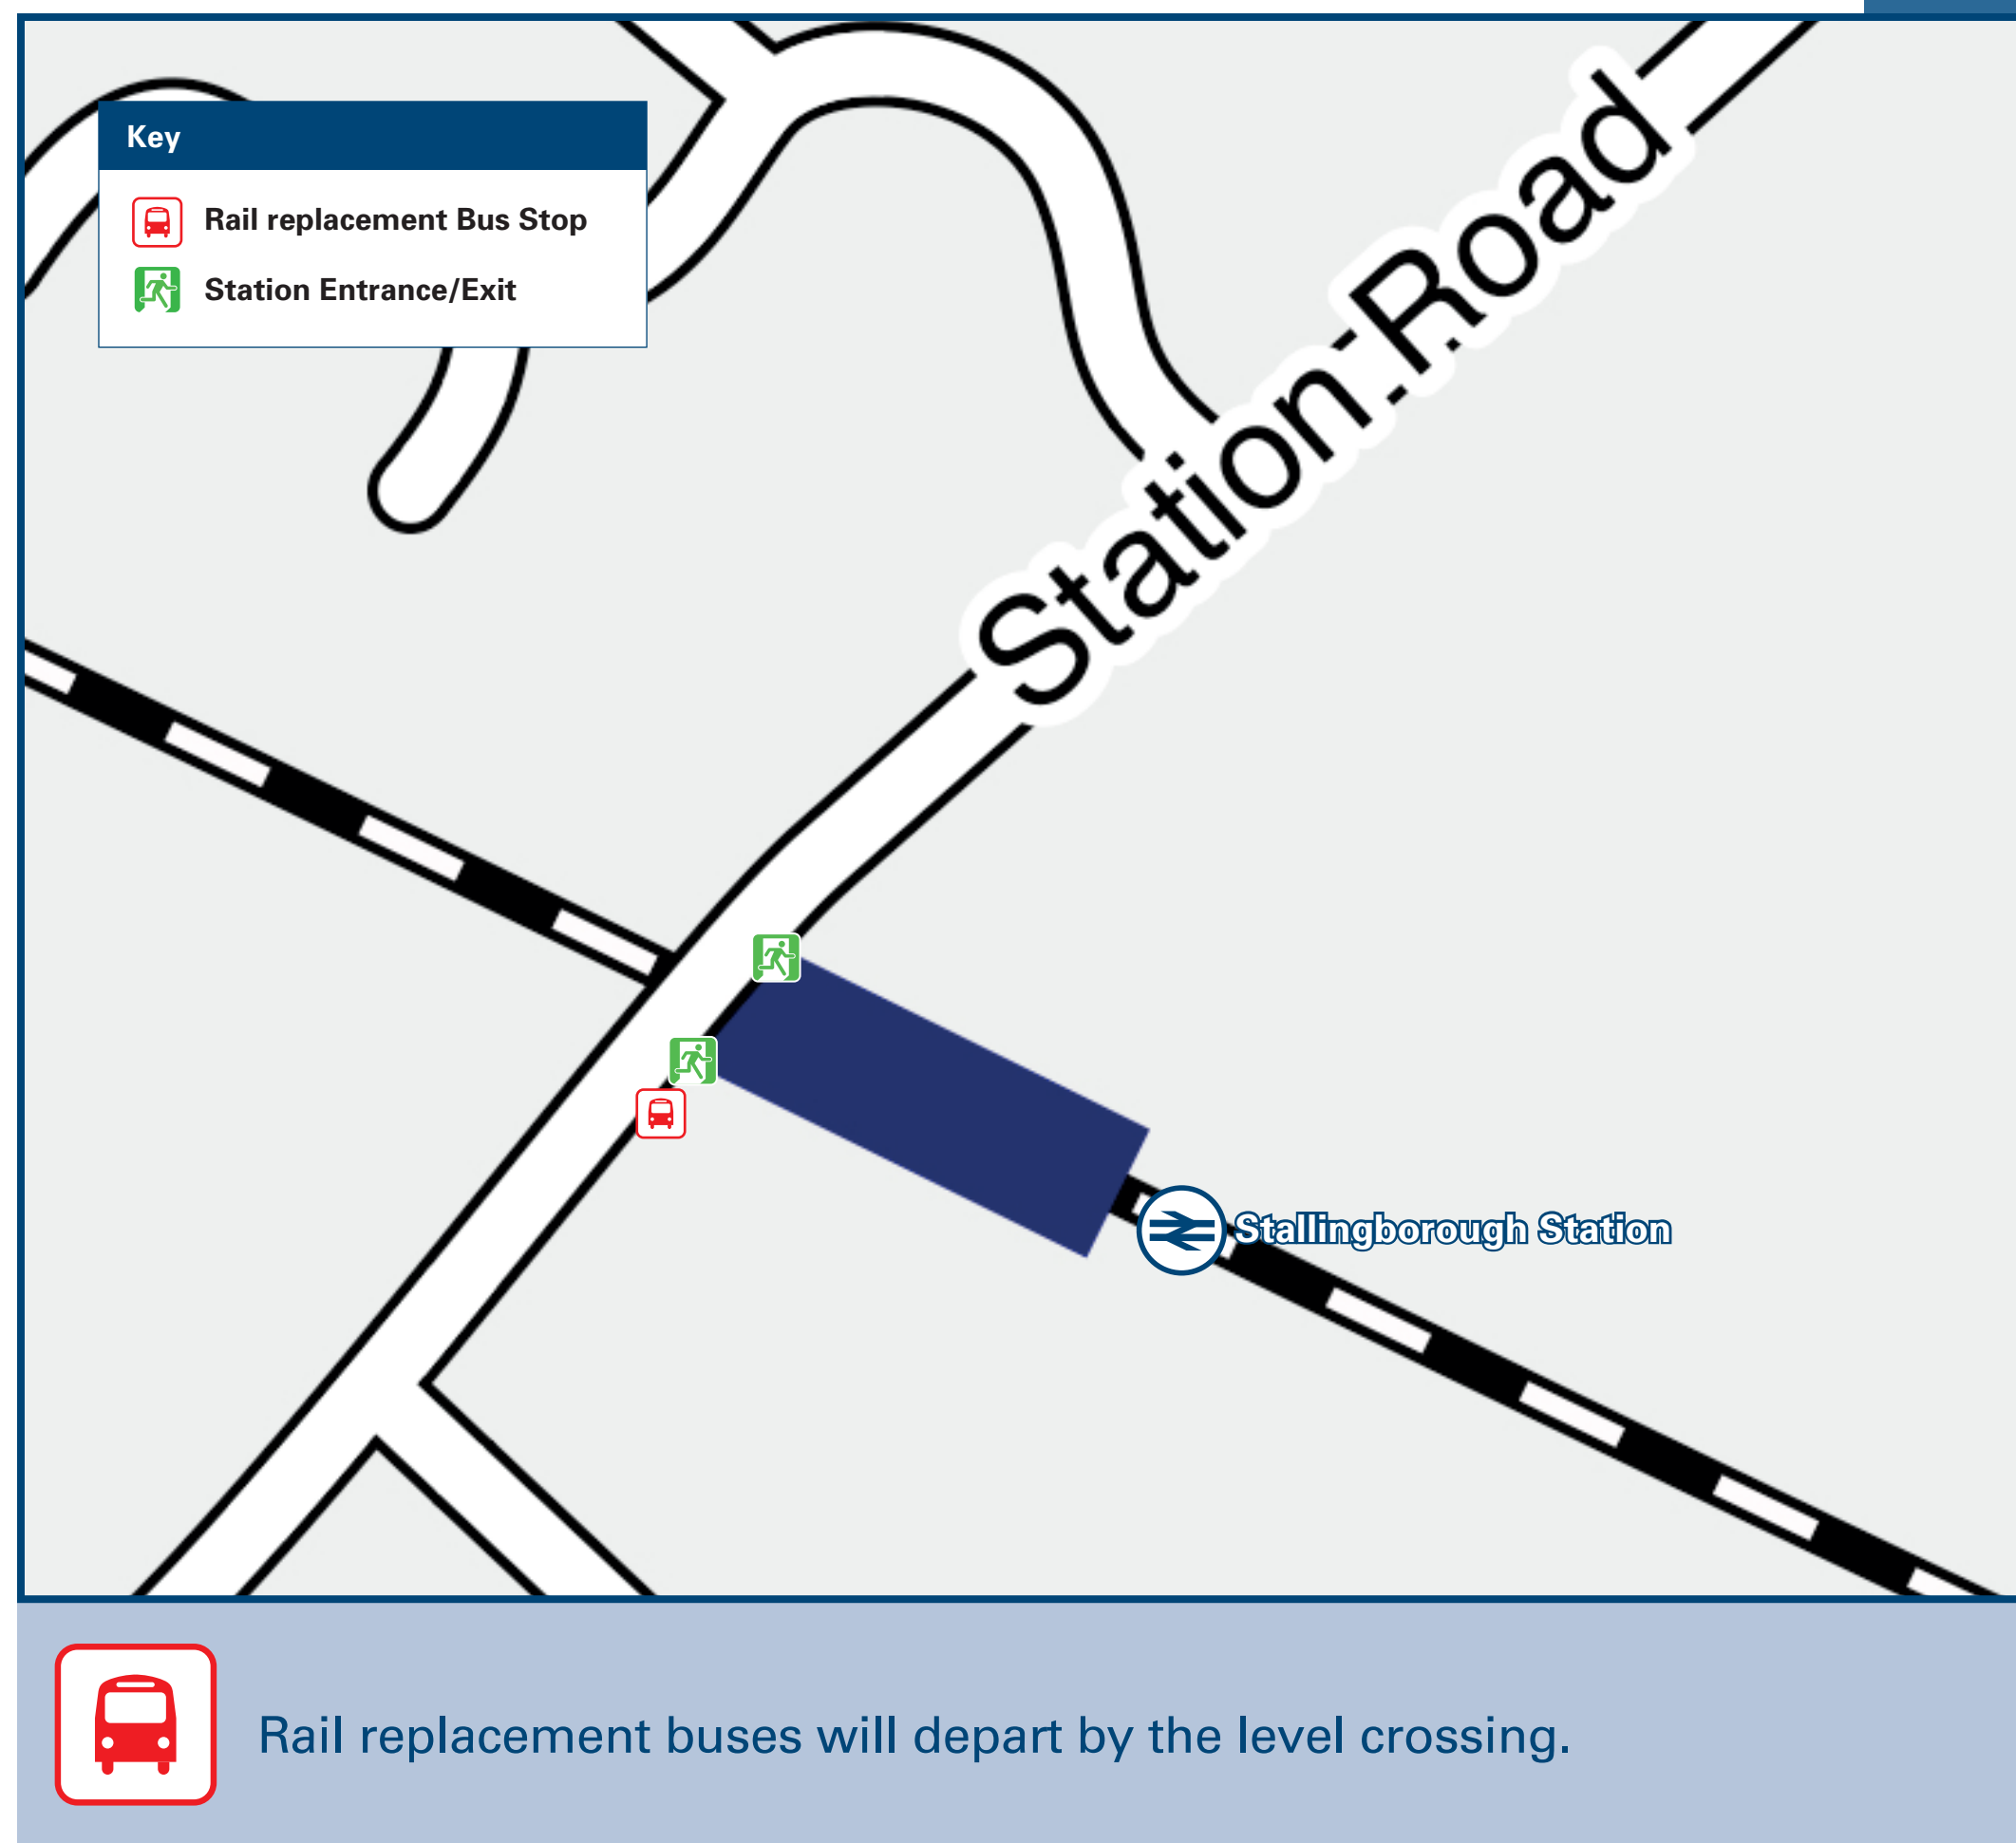 Key
Rail replacement Bus Stop
Station Entrance/Exit
Station Road
Stallingborough Station
Rail replacement buses will depart by the level crossing.